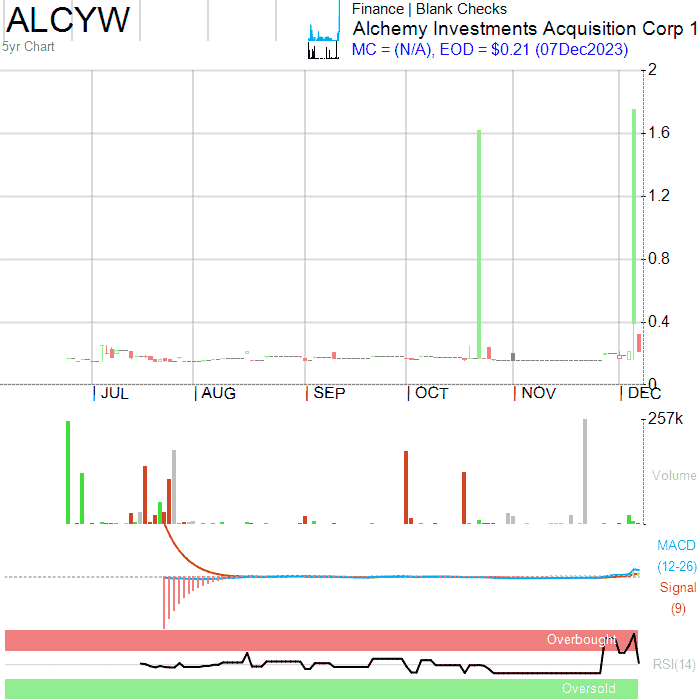 ALCYW
5yr Chart
Finance | Blank Checks
Alchemy Investments Acquisition Corp 1
MC = (N/A), EOD = $0.21 (07Dec2023)
2
1.6
1.2
0.8
0.4
0
JUL AUG SEP OCT NOV DEC
257k
Volume
MACD
(12-26)
Signal
(9)
Overbought
RSI(14)
Oversold